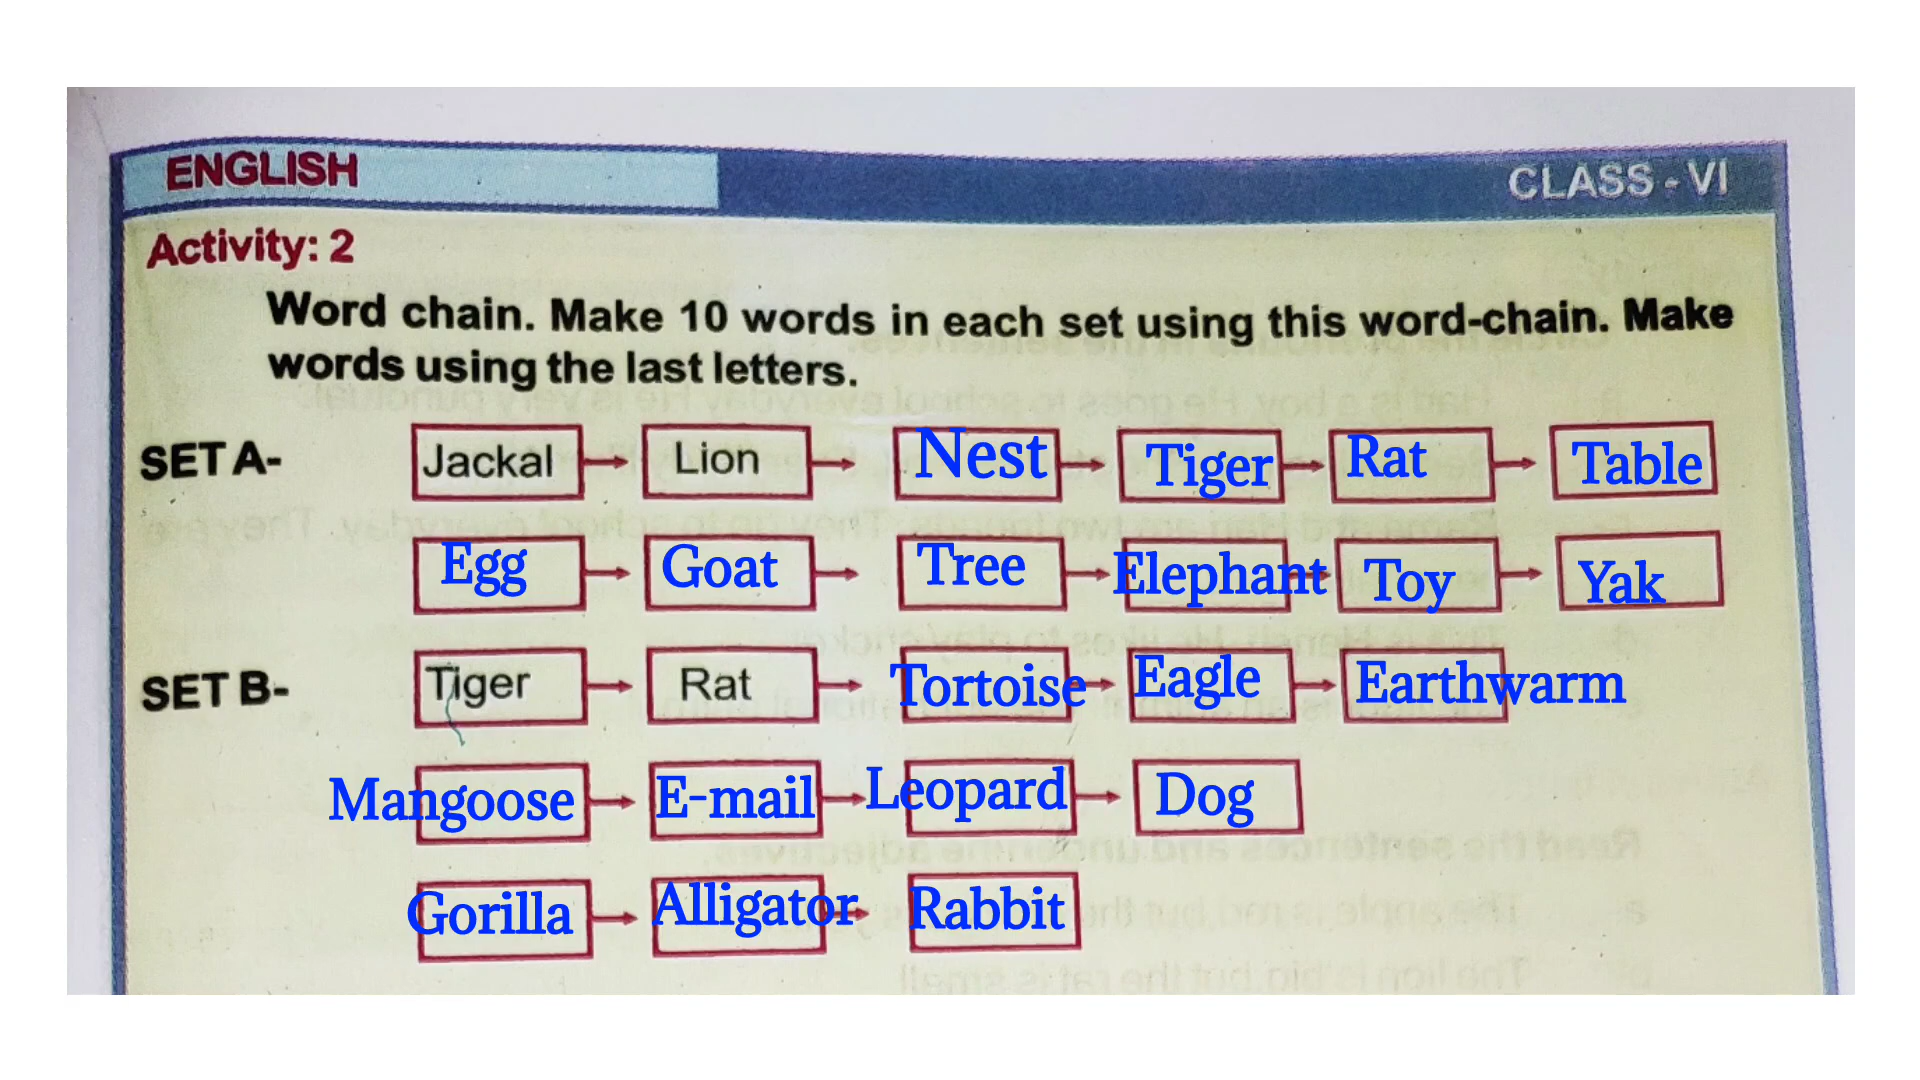 ENGLISH CLASS - VI
Activity: 2
Word chain. Make 10 words in each set using this word-chain. Make
words using the last letters.
SET A- Jackal Lion Nest Tiger Rat Table
Egg Goat Tree Elephant Toy Yak
SET B- Tiger Rat Tortoise Eagle Earthwarm
Mangoose E-mail Leopard Dog
Gorilla Alligator Rabbit